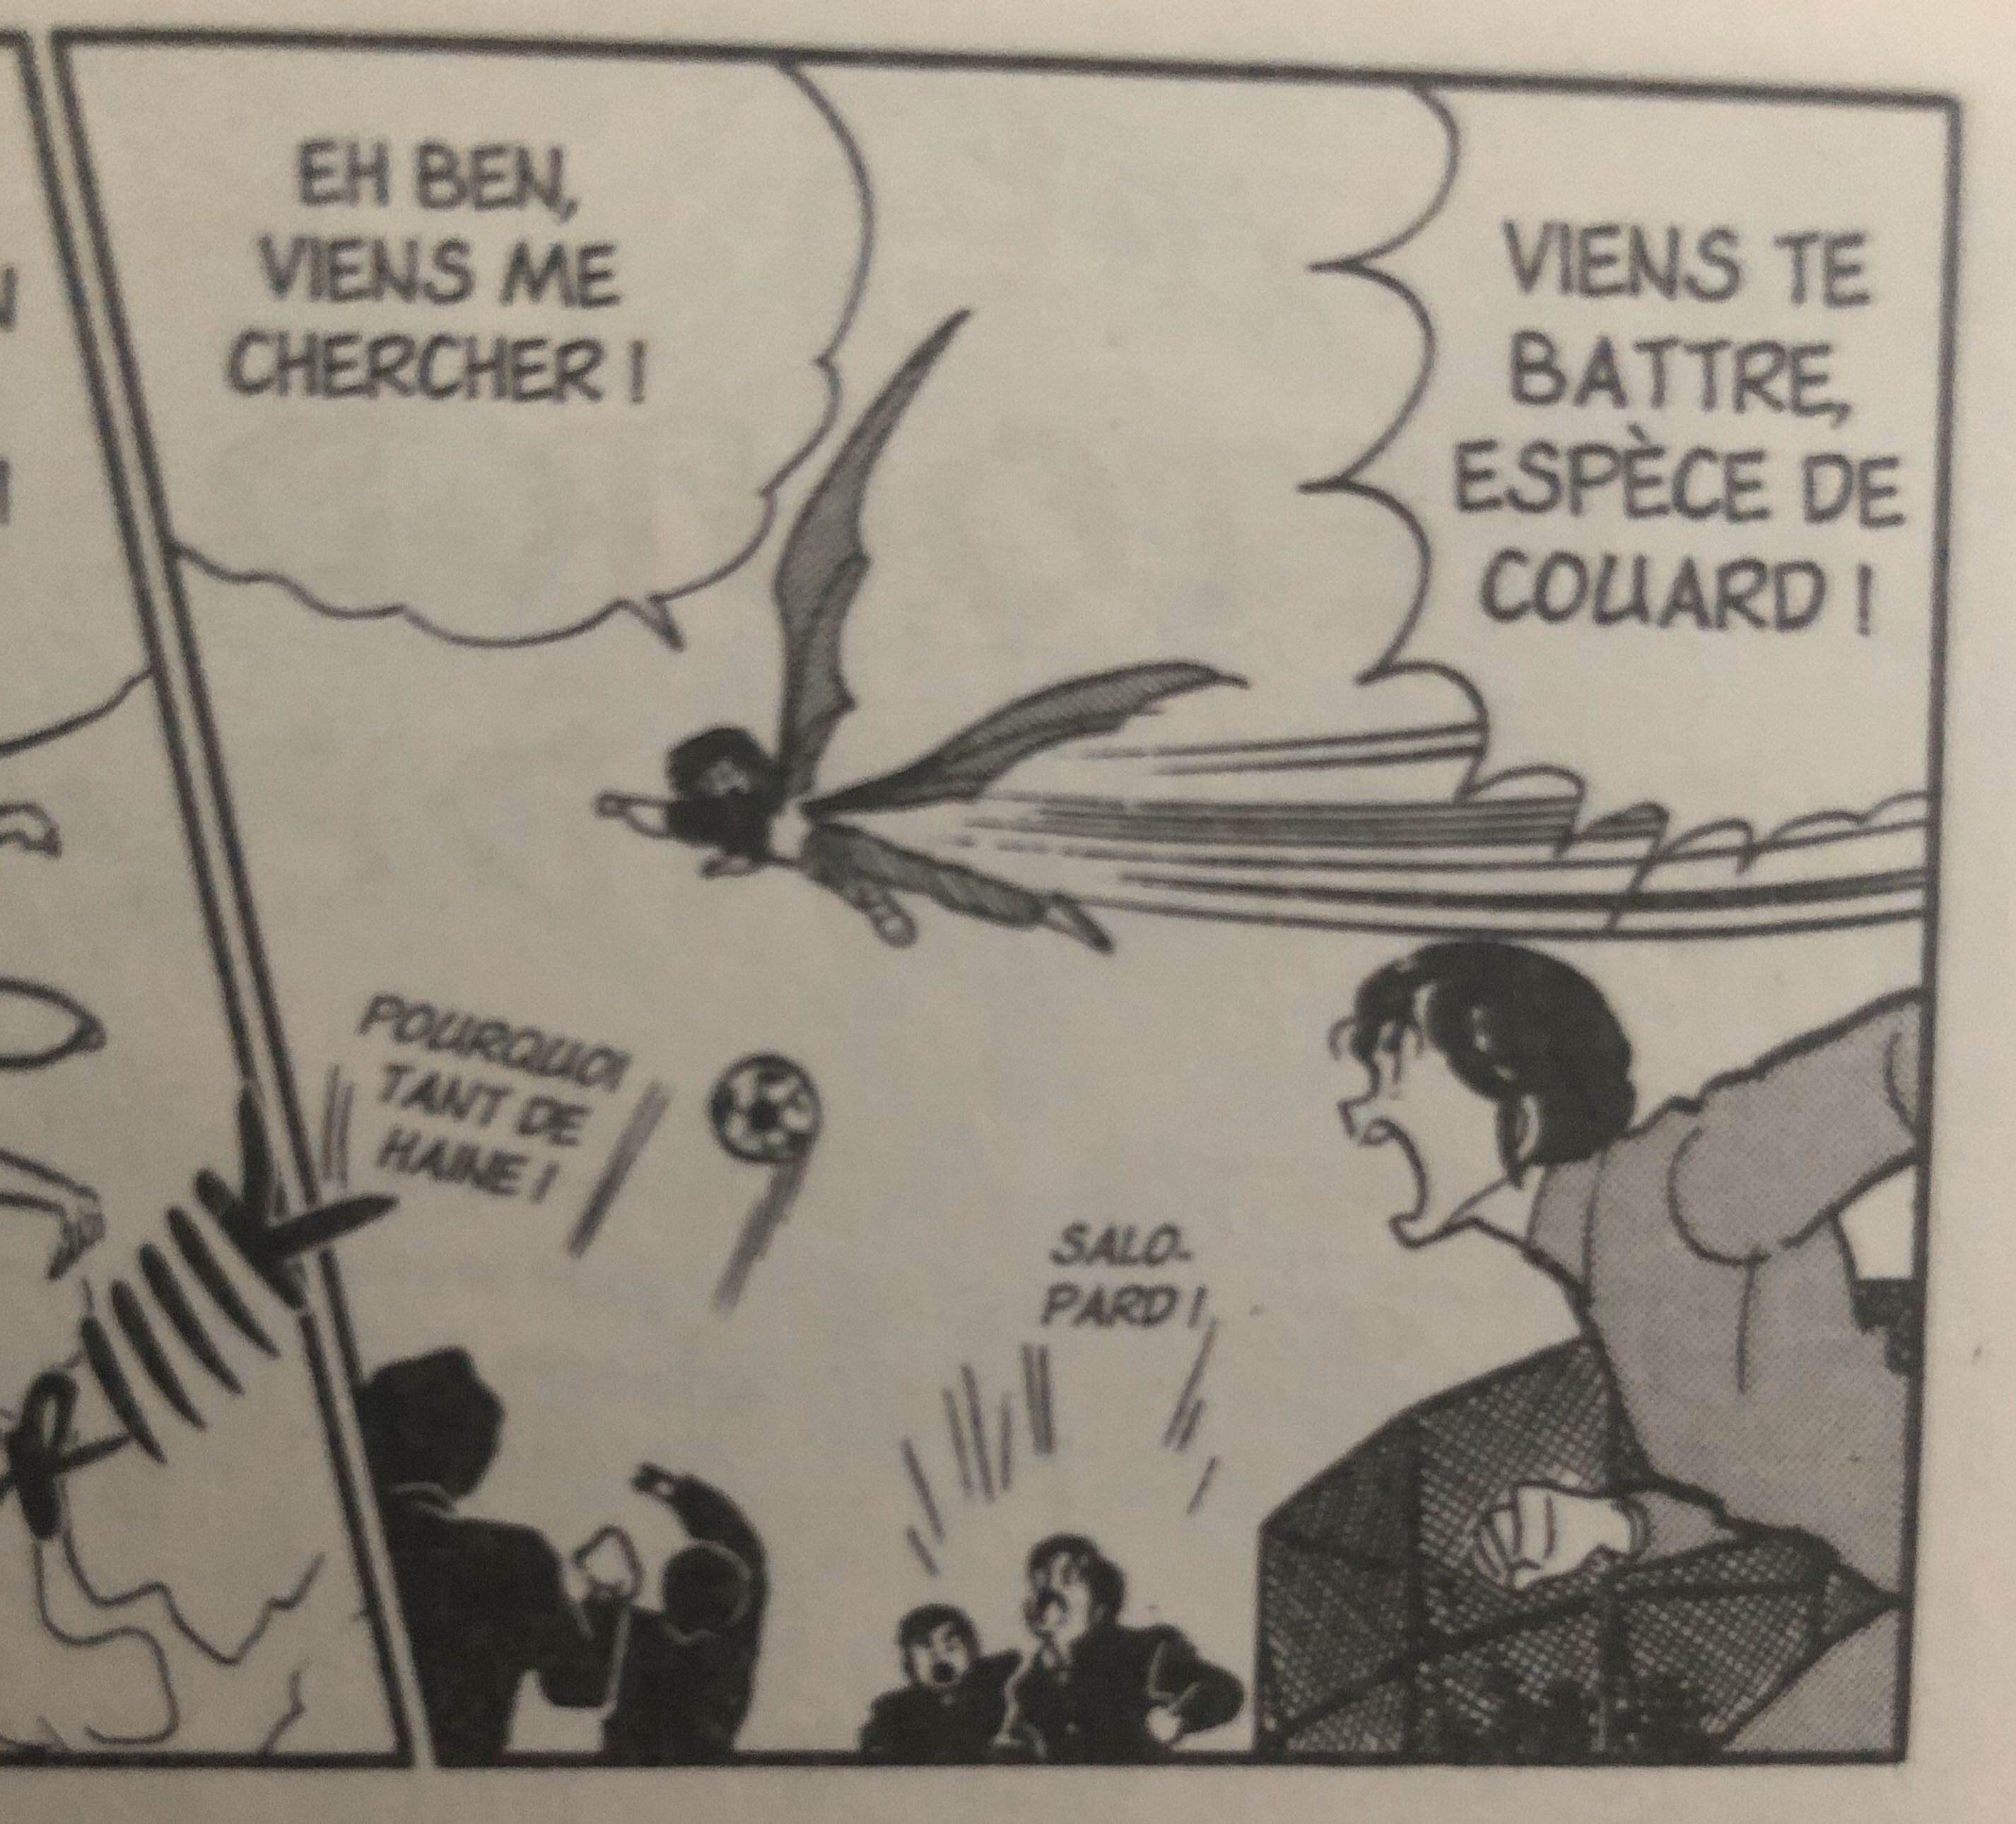 VIENS TE
BATTRE,
ESPÈCE DE
COUARD !
EH BEN,
VIENS ME
CHERCHER !
POURQUOI
TANT DE
HAINE !
SALO-
PARD !